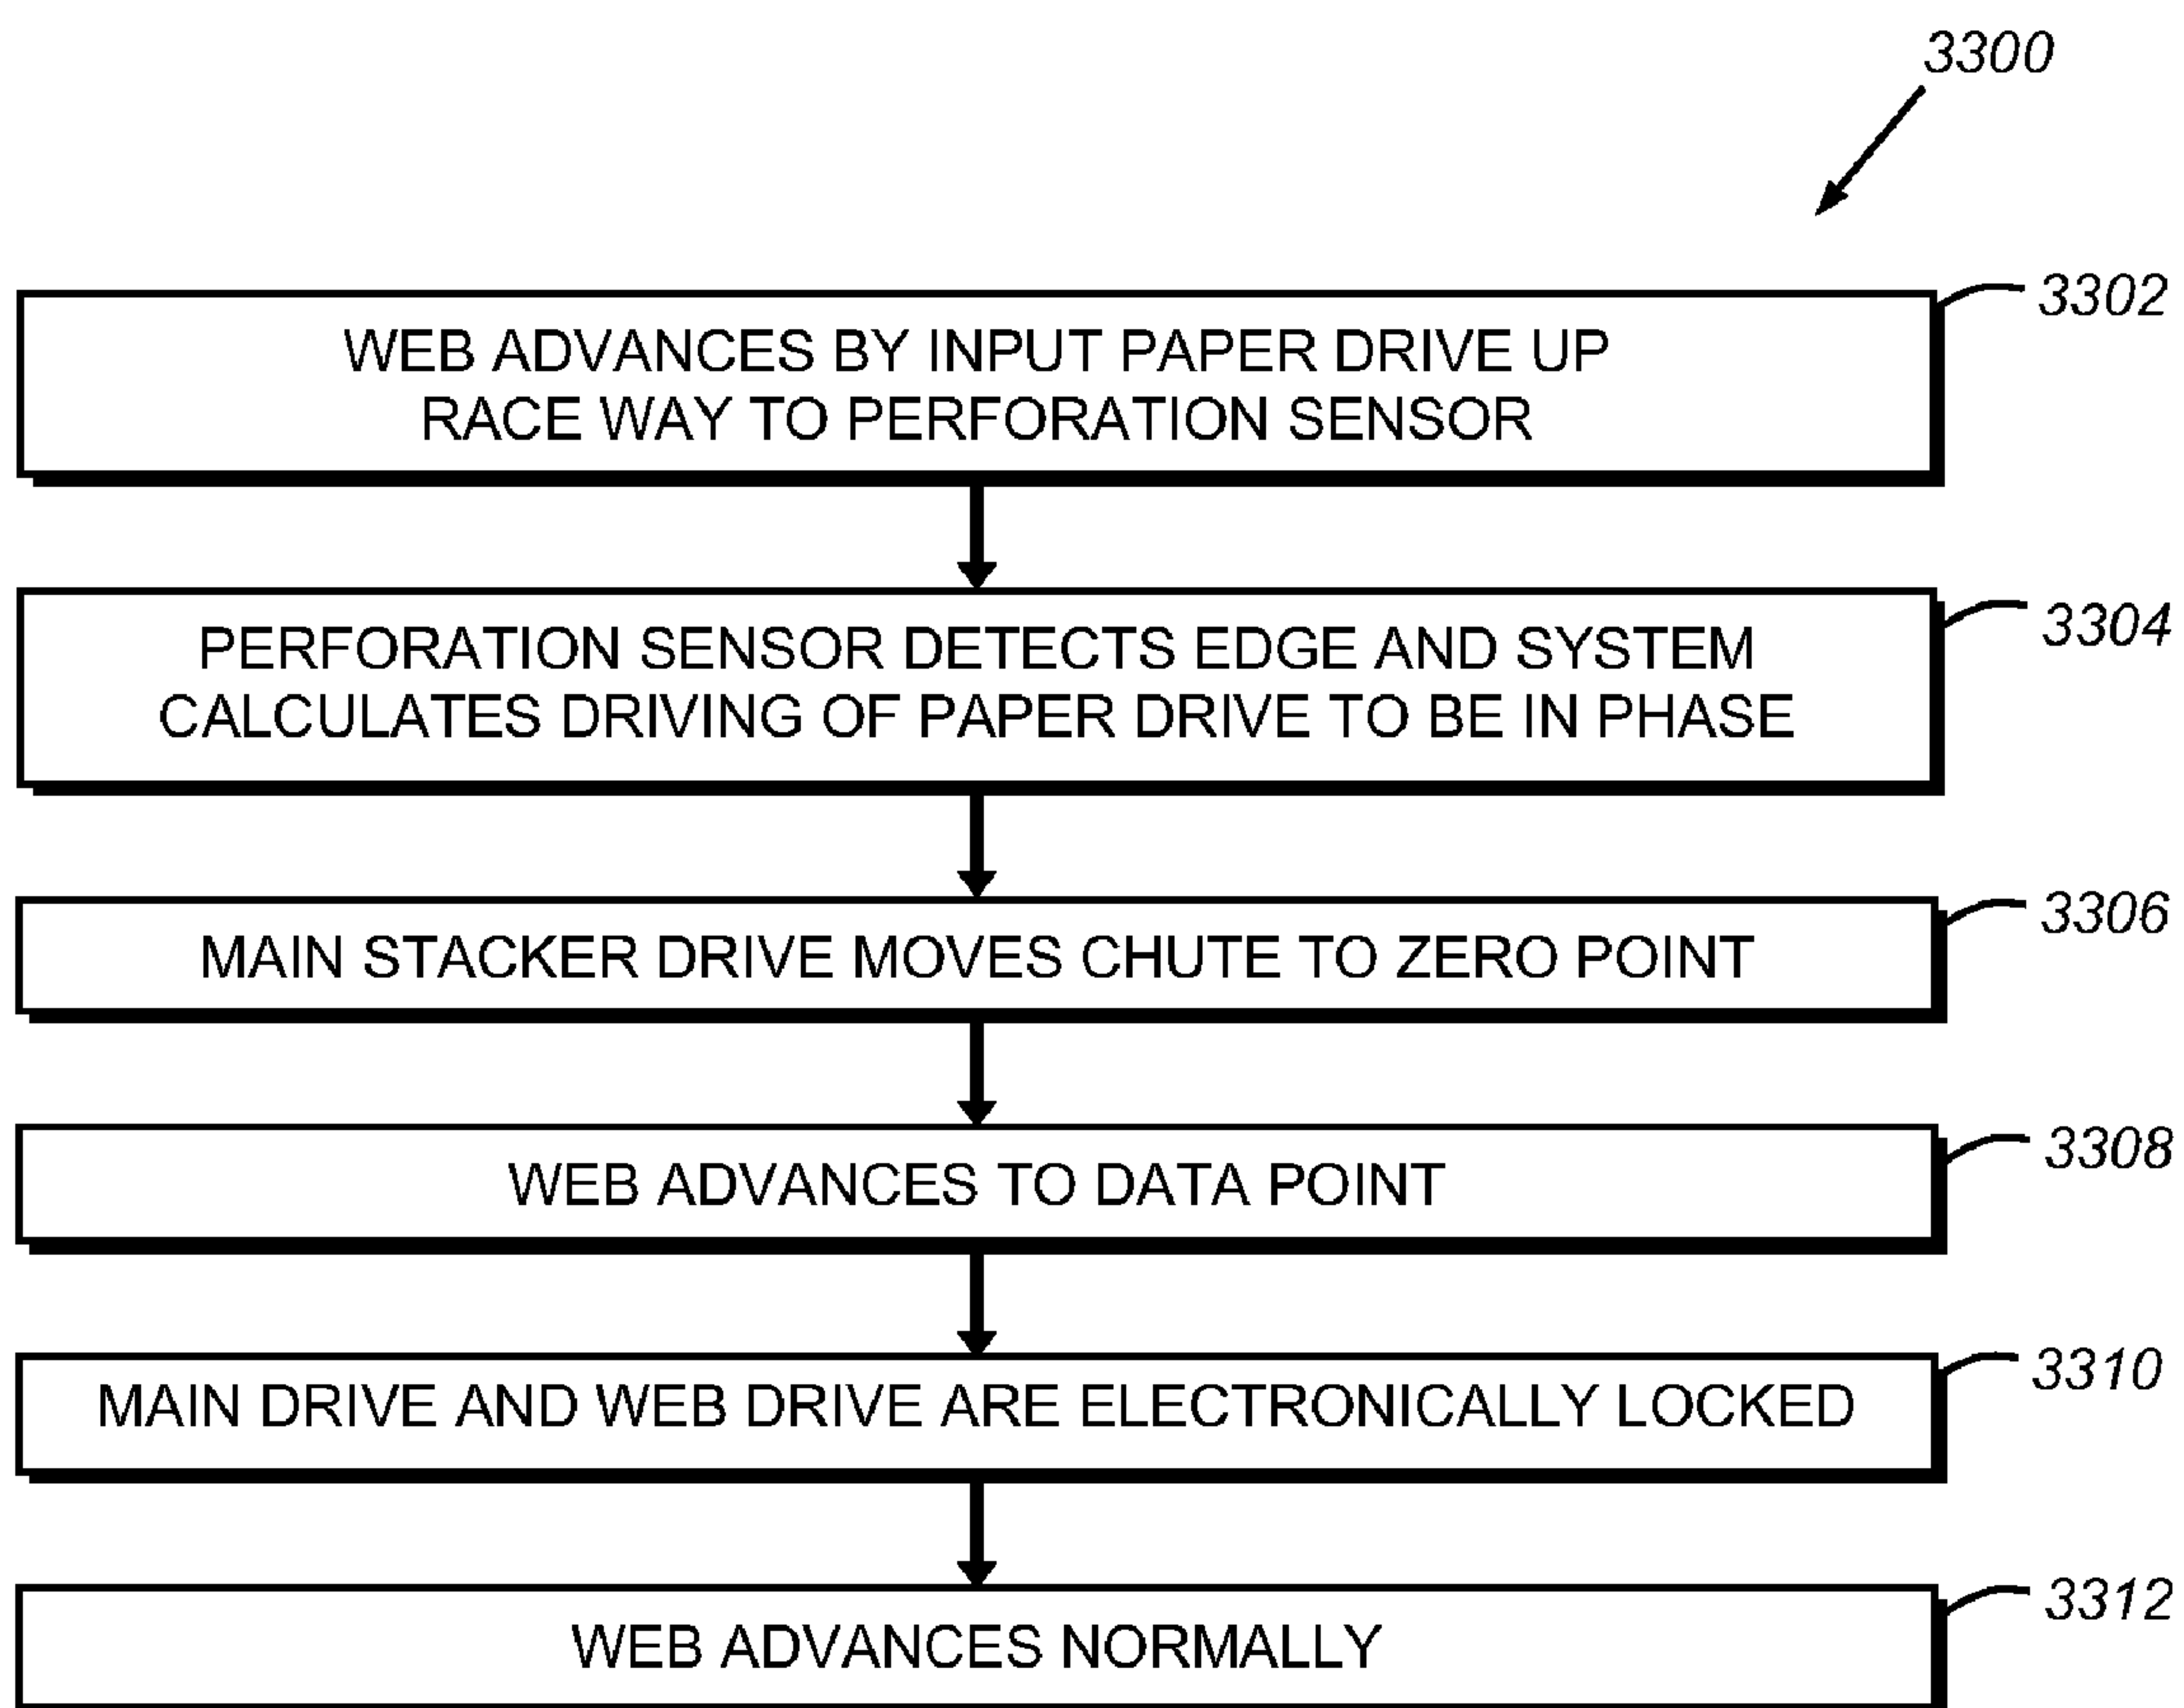 3300
3302
WEB ADVANCES BY INPUT PAPER DRIVE UP
RACE WAY TO PERFORATION SENSOR
3304
PERFORATION SENSOR DETECTS EDGE AND SYSTEM
CALCULATES DRIVING OF PAPER DRIVE TO BE IN PHASE
3306
MAIN STACKER DRIVE MOVES CHUTE TO ZERO POINT
3308
WEB ADVANCES TO DATA POINT
3310
MAIN DRIVE AND WEB DRIVE ARE ELECTRONICALLY LOCKED
3312
WEB ADVANCES NORMALLY